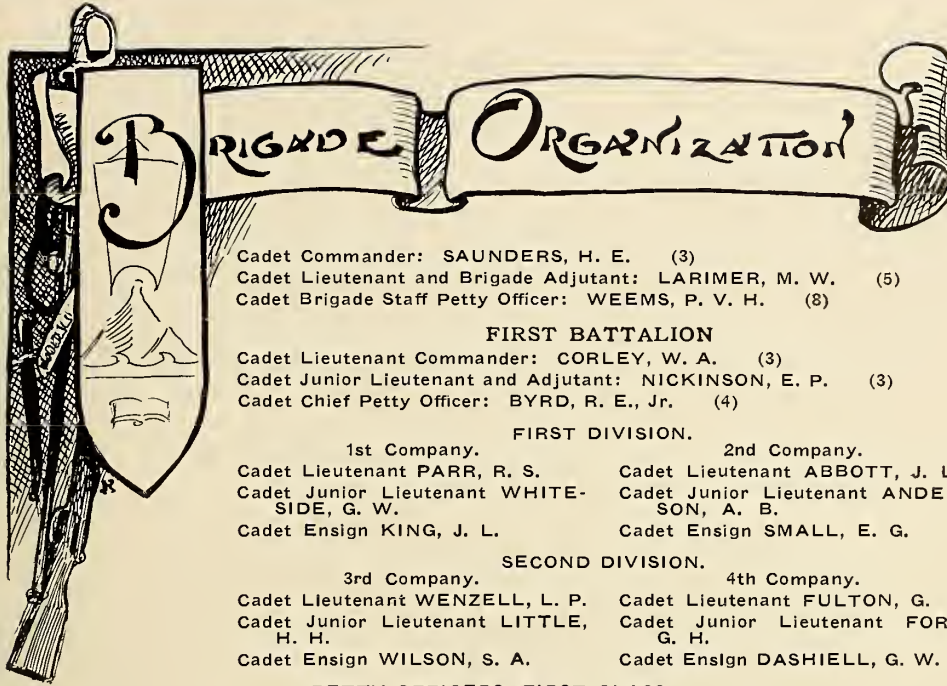 BRIGADE ORGANIZATION
Cadet Commander: SAUNDERS, H. E. (3)
Cadet Lieutenant and Brigade Adjutant: LARIMER, M. W. (5)
Cadet Brigade Staff Petty Officer: WEEMS, P. V. H. (8)
FIRST BATTALION
Cadet Lieutenant Commander: CORLEY, W. A. (3)
Cadet Junior Lieutenant and Adjutant: NICKINSON, E. P. (3)
Cadet Chief Petty Officer: BYRD, R. E., Jr. (4)
FIRST DIVISION.
1st Company.
Cadet Lieutenant PARR, R. S.
Cadet Junior Lieutenant WHITE-
SIDE, G. W.
Cadet Ensign KING, J. L.
2nd Company.
Cadet Lieutenant ABBOTT, J. L
Cadet Junior Lieutenant ANDE
SON, A. B.
Cadet Ensign SMALL, E. G.
SECOND DIVISION.
3rd Company.
Cadet Lieutenant WENZELL, L. P.
Cadet Junior Lieutenant LITTLE,
H. H.
Cadet Ensign WILSON, S. A.
4th Company.
Cadet Lieutenant FULTON, G.
Cadet Junior Lieutenant FOR
G. H.
Cadet Ensign DASHIELL, G. W.